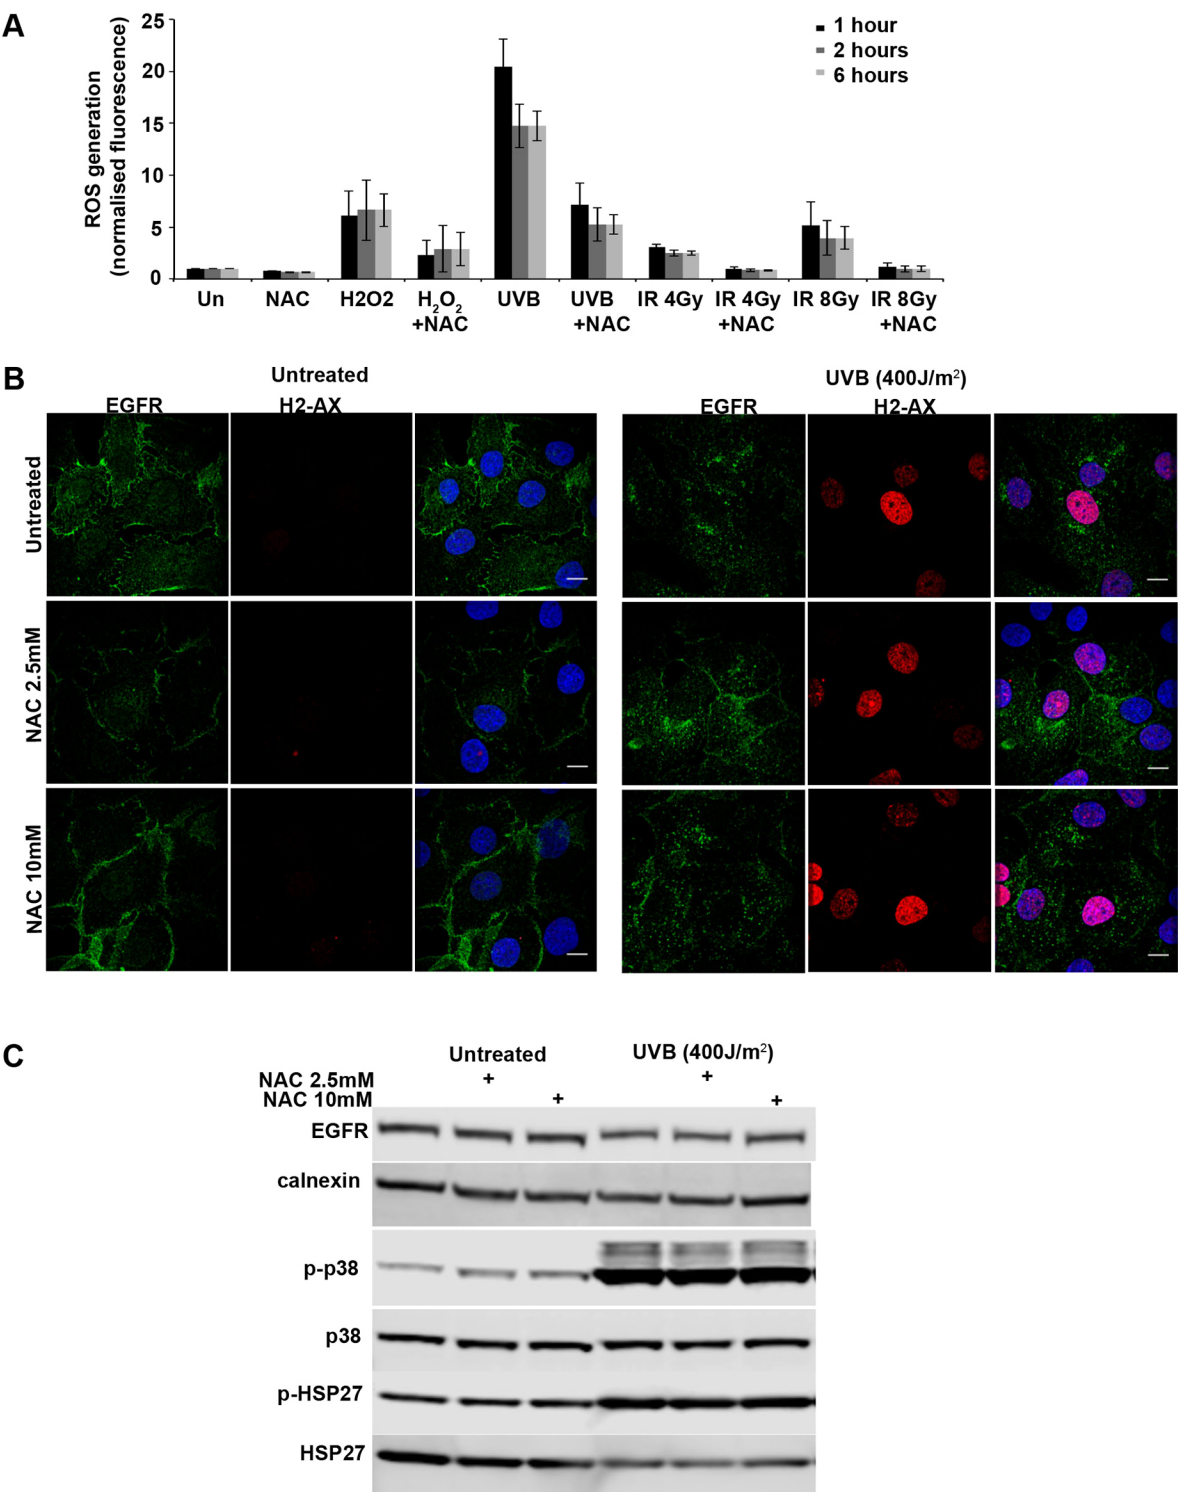 A
ROS generation
(normalised fluorescence)
25
20
15
10
5
0
1 hour
2 hours
6 hours
Un
NAC
H2O2
H₂O₂
+NAC
UVB
UVB
+NAC
IR 4Gy
IR 4Gy
+NAC
IR 8Gy
IR 8Gy
+NAC
B
Untreated
UVB (400J/m²)
EGFR
H2-AX
EGFR
H2-AX
Untreated
NAC 2.5mM
NAC 10mM
C
Untreated
UVB (400J/m²)
NAC 2.5mM + +
NAC 10mM + +
EGFR
calnexin
p-p38
p38
p-HSP27
HSP27